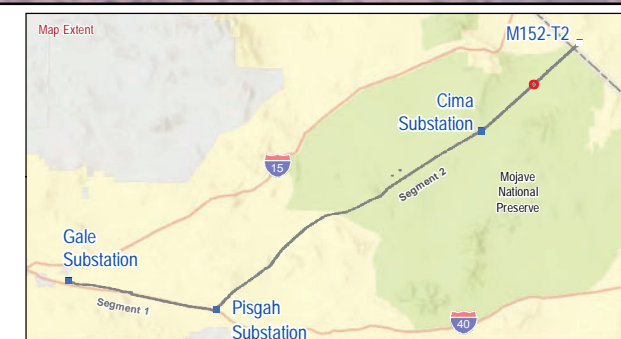 Map Extent
M152-T2
Cima
Substation
15
Segment 2
Mojave
National
Preserve
Gale
Substation
Segment 1
Pisgah
Substation
40